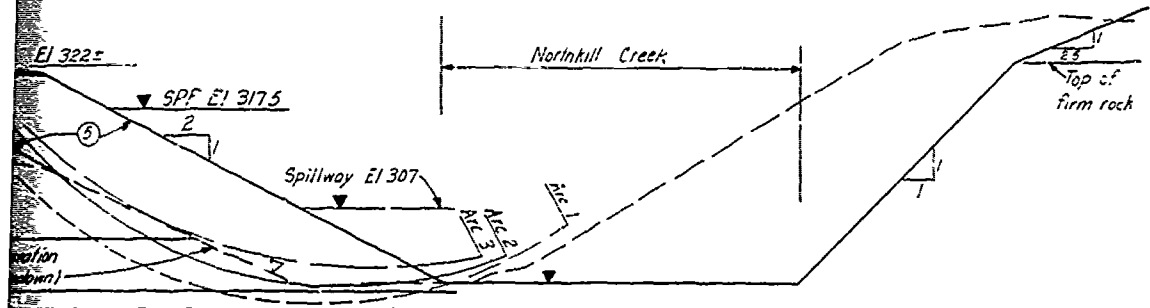 El 322±
SPF El 317.5
5
2
1
Spillway El 307
Northkill Creek
Arc 1
Arc 2
Arc 3
1
1
1
2.5
Top of
firm rock
down)